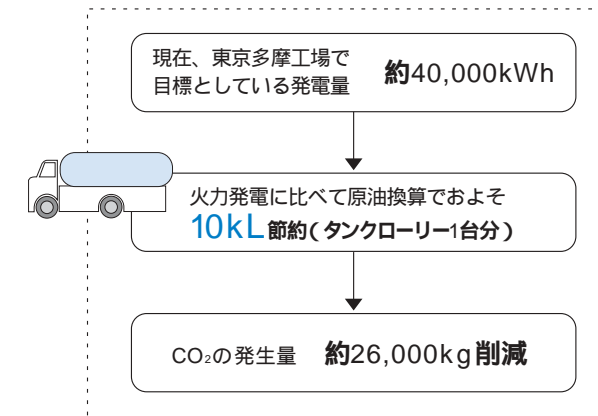 現在、東京多摩工場で
目標としている発電量 約40,000kWh
火力発電に比べて原油換算でおよそ
10kL節約(タンクローリー1台分)
CO₂の発生量 約26,000kg削減